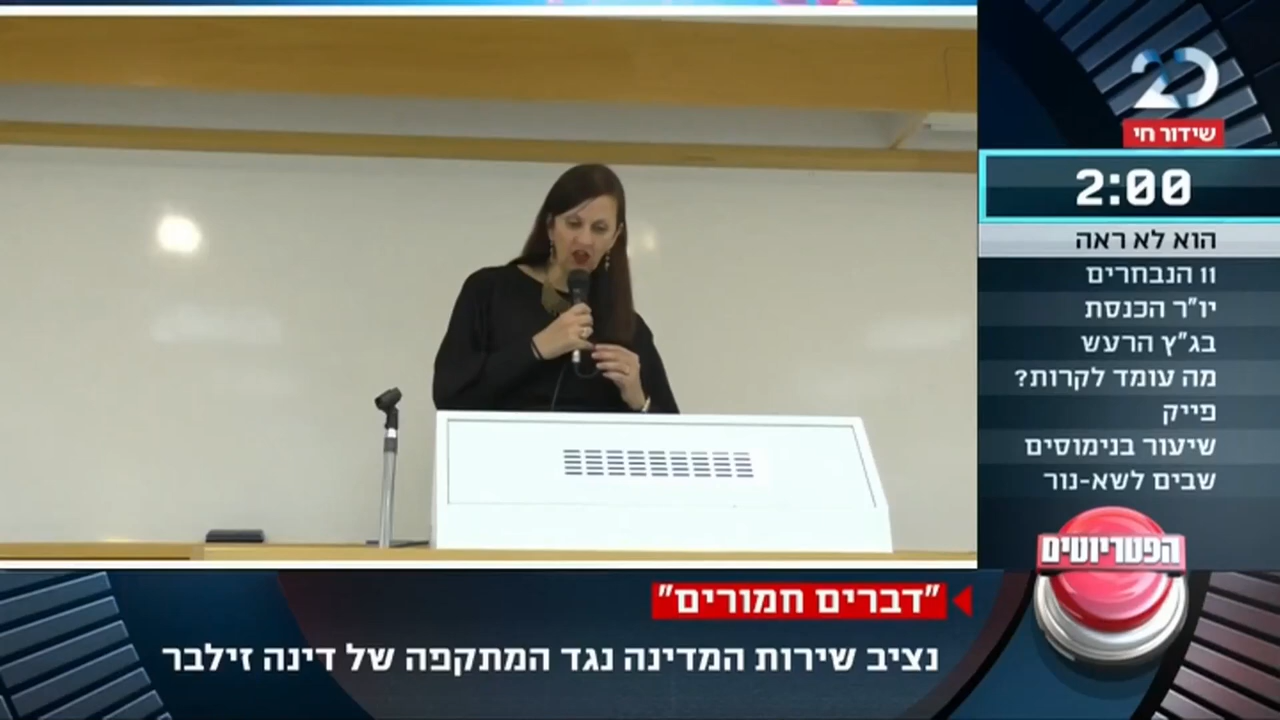 20
שידור חי
2:00
הוא לא ראה
11 הנבחרים
יו"ר הכנסת
בג"ץ הרעש
מה עומד לקרות?
פייק
שיעור בנימוסים
שבים לשא-נור
הפטריוטים
"דברים חמורים"
נציב שירות המדינה נגד המתקפה של דינה זילבר